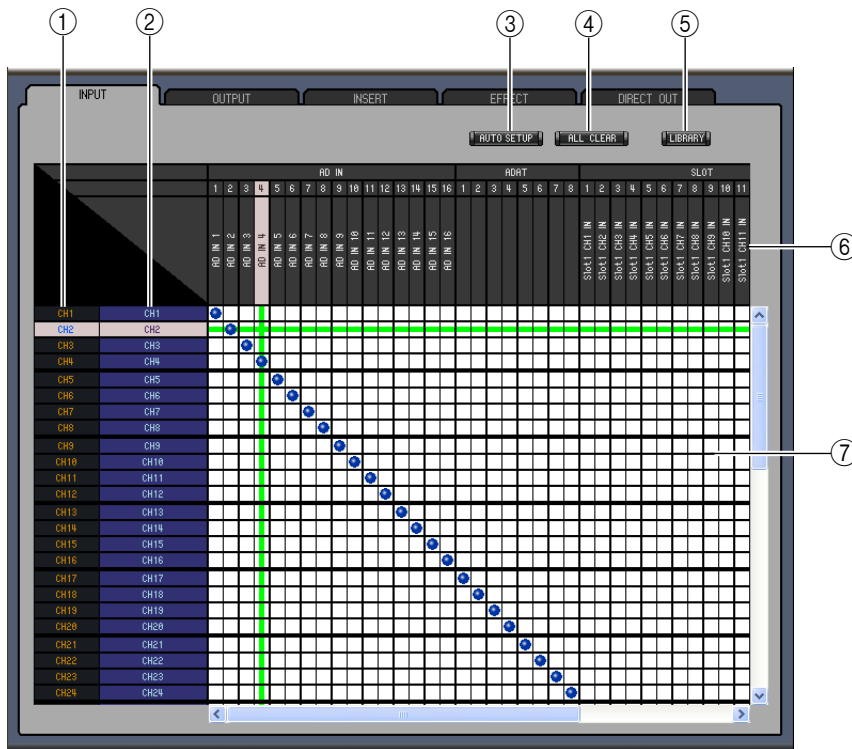 ① ② ③ ④ ⑤
INPUT OUTPUT INSERT EFFECT DIRECT OUT
AUTO SETUP ALL CLEAR LIBRARY
AD IN ADAT SLOT
1 2 3 4 5 6 7 8 9 10 11 12 13 14 15 16 1 2 3 4 5 6 7 8 1 2 3 4 5 6 7 8 9 10 11
AD IN 1 AD IN 2 AD IN 3 AD IN 4 AD IN 5 AD IN 6 AD IN 7 AD IN 8 AD IN 9 AD IN 10 AD IN 11 AD IN 12 AD IN 13 AD IN 14 AD IN 15 AD IN 16 Slot1 CH1 IN Slot1 CH2 IN Slot1 CH3 IN Slot1 CH4 IN Slot1 CH5 IN Slot1 CH6 IN Slot1 CH7 IN Slot1 CH8 IN Slot1 CH9 IN Slot1 CH10 IN Slot1 CH11 IN ⑥
CH1 CH1
CH2 CH2
CH3 CH3
CH4 CH4
CH5 CH5
CH6 CH6
CH7 CH7
CH8 CH8
CH9 CH9
CH10 CH10 ⑦
CH11 CH11
CH12 CH12
CH13 CH13
CH14 CH14
CH15 CH15
CH16 CH16
CH17 CH17
CH18 CH18
CH19 CH19
CH20 CH20
CH21 CH21
CH22 CH22
CH23 CH23
CH24 CH24